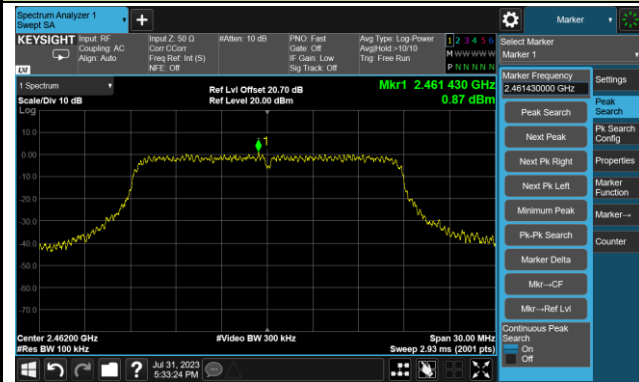 Spectrum Analyzer 1
Swept SA
Marker
KEYSIGHT
Input: RF
Coupling: AC
Align: Auto
Input Z: 50 Ω
Corr CCorr
Freq Ref: Int (S)
NFE: Off
#Atten: 10 dB
PNO: Fast
Gate: Off
IF Gain: Low
Sig Track: Off
Avg Type: Log-Power
Avg|Hold:>10/10
Trig: Free Run
1 2 3 4 5 6
M W W W W W
P N N N N N
Select Marker
Marker 1
LXI
1 Spectrum
Scale/Div 10 dB
Log
Ref Lvl Offset 20.70 dB
Ref Level 20.00 dBm
Mkr1 2.461 430 GHz
0.87 dBm
10.0
0.00
-10.0
-20.0
-30.0
-40.0
-50.0
-60.0
-70.0
1
Center 2.46200 GHz
#Res BW 100 kHz
#Video BW 300 kHz
Span 30.00 MHz
Sweep 2.93 ms (2001 pts)
Marker Frequency
2.461430000 GHz
Peak Search
Next Peak
Next Pk Right
Next Pk Left
Minimum Peak
Pk-Pk Search
Marker Delta
Mkr→CF
Mkr→Ref Lvl
Continuous Peak
Search
On
Off
Settings
Peak
Search
Pk Search
Config
Properties
Marker
Function
Marker→
Counter
Jul 31, 2023
5:33:24 PM